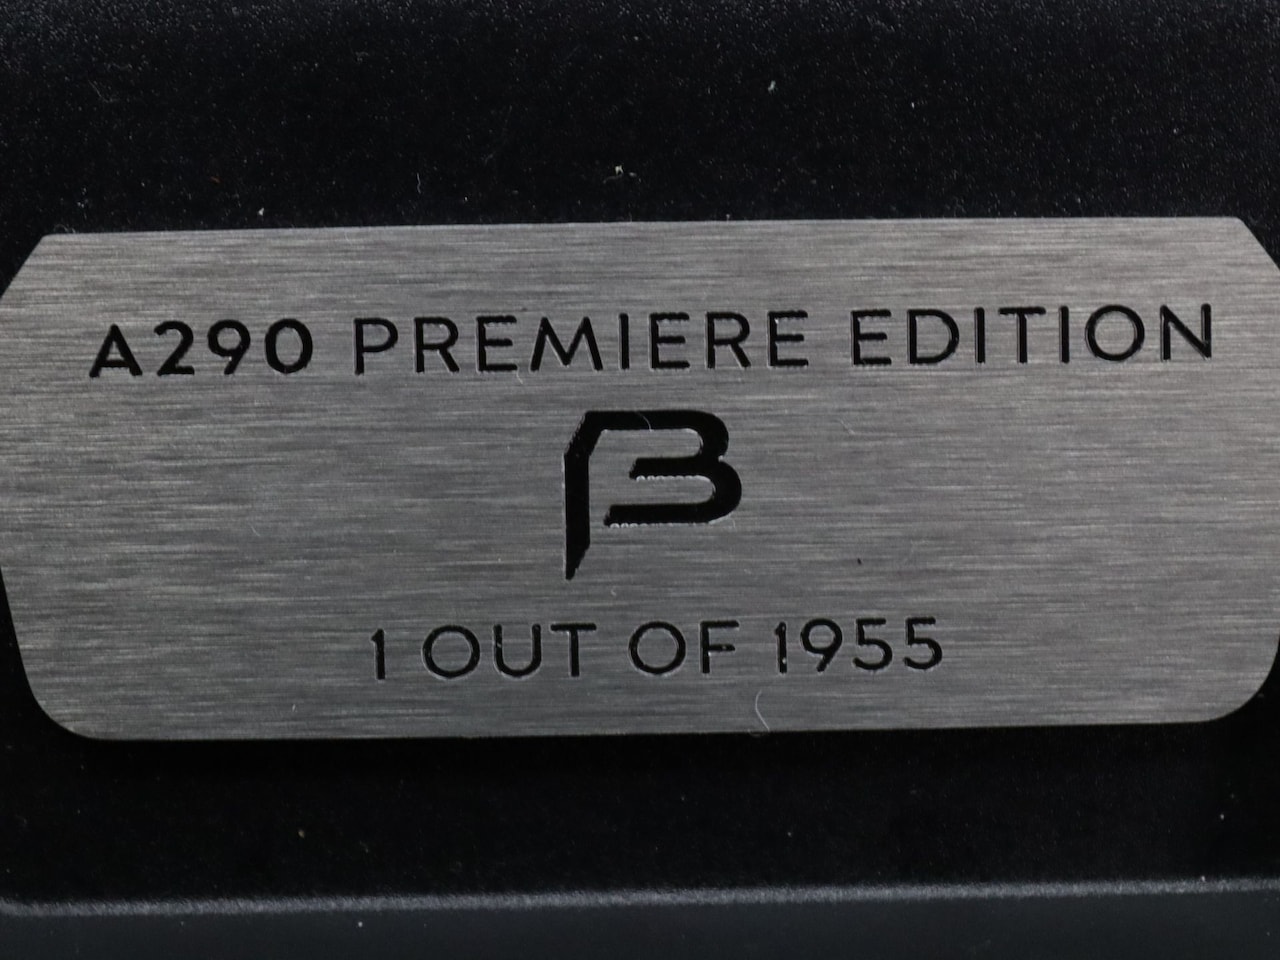 A290 PREMIERE EDITION
β
1 OUT OF 1955